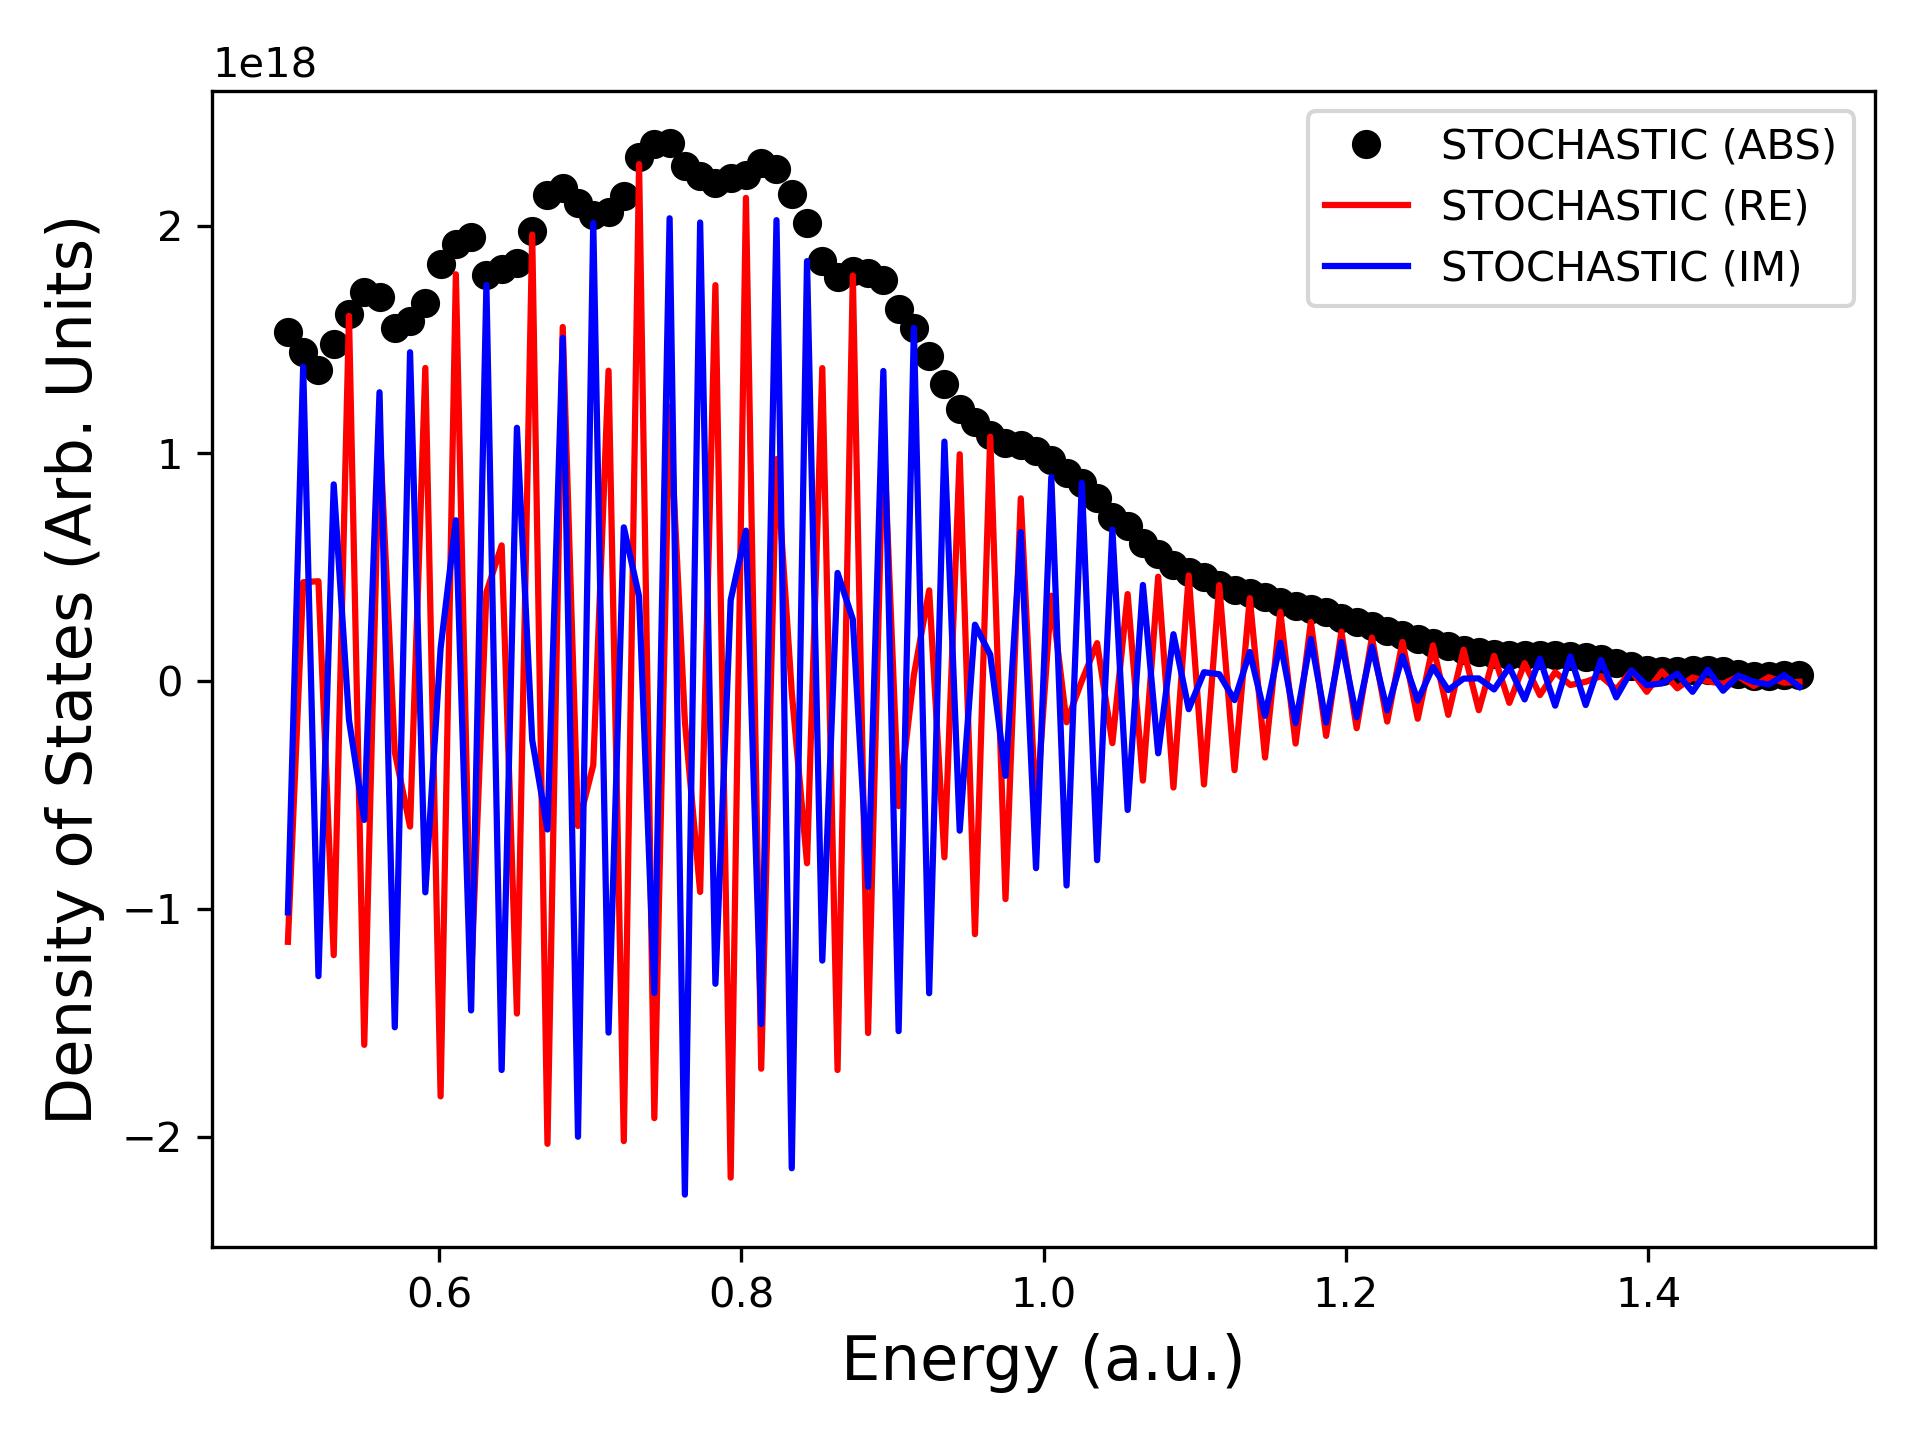 1e18
STOCHASTIC (ABS)
STOCHASTIC (RE)
STOCHASTIC (IM)
Density of States (Arb. Units)
2
1
0
−1
−2
0.6 0.8 1.0 1.2 1.4
Energy (a.u.)